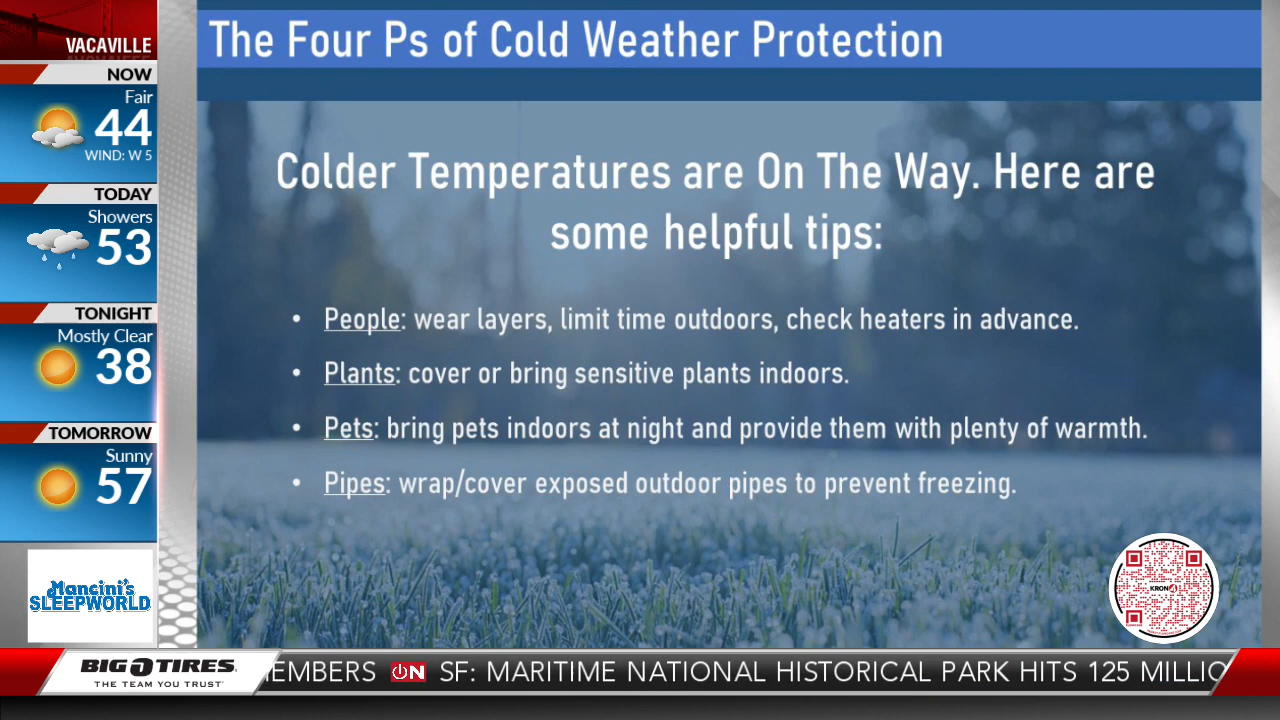 VACAVILLE
NOW
Fair
44
WIND: W 5
TODAY
Showers
53
TONIGHT
Mostly Clear
38
TOMORROW
Sunny
57
Mancini's
SLEEPWORLD
The Four Ps of Cold Weather Protection
Colder Temperatures are On The Way. Here are
some helpful tips:
• People: wear layers, limit time outdoors, check heaters in advance.
• Plants: cover or bring sensitive plants indoors.
• Pets: bring pets indoors at night and provide them with plenty of warmth.
• Pipes: wrap/cover exposed outdoor pipes to prevent freezing.
KRON4
BIG O TIRES
THE TEAM YOU TRUST
EMBERS ON SF: MARITIME NATIONAL HISTORICAL PARK HITS 125 MILLIO